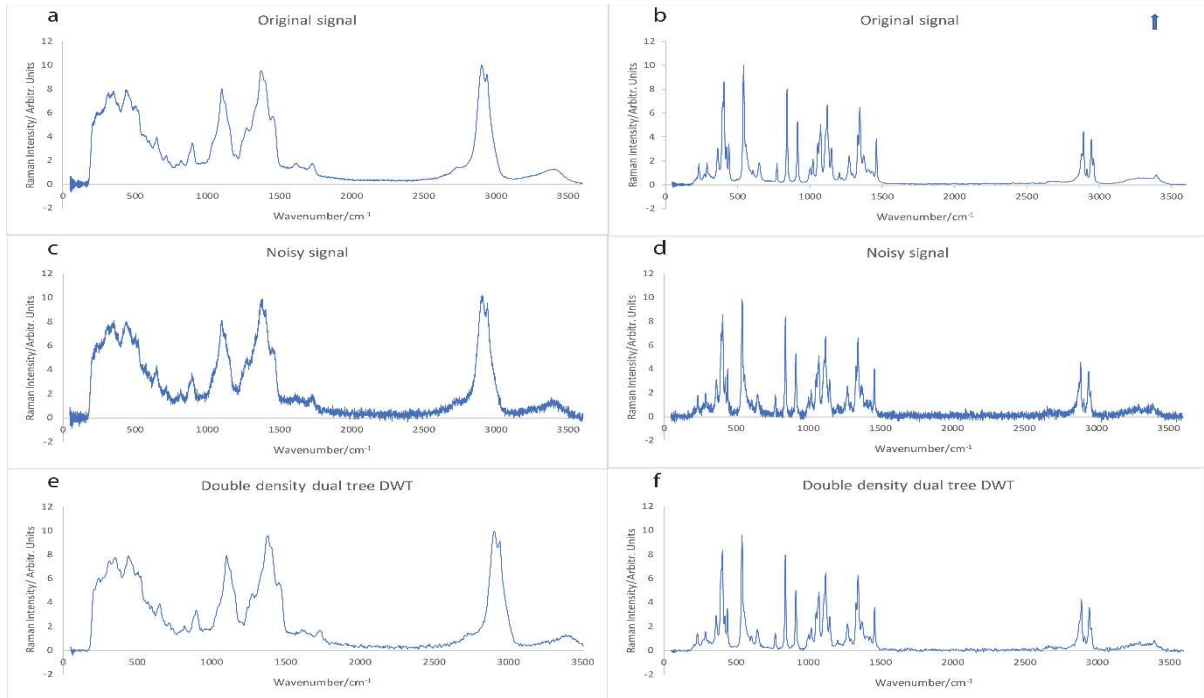 a
Original signal
12
10
8
6
4
2
0
-2
Raman Intensity/ Arbitr. Units
0 500 1000 1500 2000 2500 3000 3500
Wavenumber/cm⁻¹
b
Original signal
12
10
8
6
4
2
0
-2
Raman Intensity/Arbitr. Units
0 500 1000 1500 2000 2500 3000 3500
Wavenumber/cm⁻¹
c
Noisy signal
12
10
8
6
4
2
0
-2
Raman Intensity/ Arbitr. Units
0 500 1000 1500 2000 2500 3000 3500
Wavenumber/cm⁻¹
d
Noisy signal
12
10
8
6
4
2
0
-2
Raman Intensity/Arbitr. Units
0 500 1000 1500 2000 2500 3000 3500
Wavenumber/cm⁻¹
e
Double density dual tree DWT
12
10
8
6
4
2
0
-2
Raman Intensity/ Arbitr. Units
0 500 1000 1500 2000 2500 3000 3500
Wavenumber/cm⁻¹
f
Double density dual tree DWT
12
10
8
6
4
2
0
-2
Raman Intensity/Arbitr. Units
0 500 1000 1500 2000 2500 3000 3500
Wavenumber/cm⁻¹